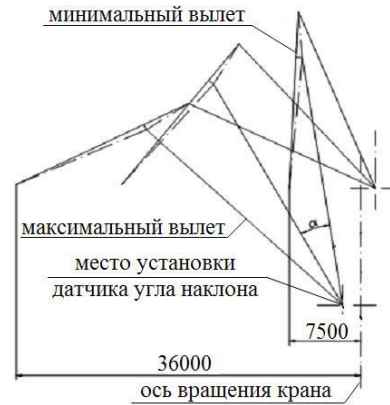 минимальный вылет
α
максимальный вылет
место установки
датчика угла наклона
7500
36000
ось вращения крана